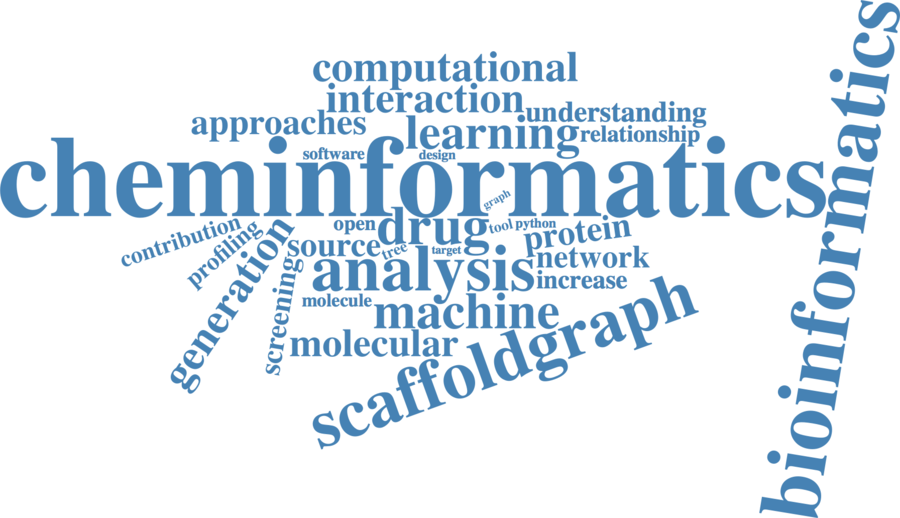 computational
interaction
understanding
approaches
learning
relationship
software
design
cheminformatics
graph
bioinformatics
contribution
profiling
generation
open
drug
tool
python
protein
source
tree
target
network
screening
analysis
increase
molecule
machine
molecular
scaffoldgraph